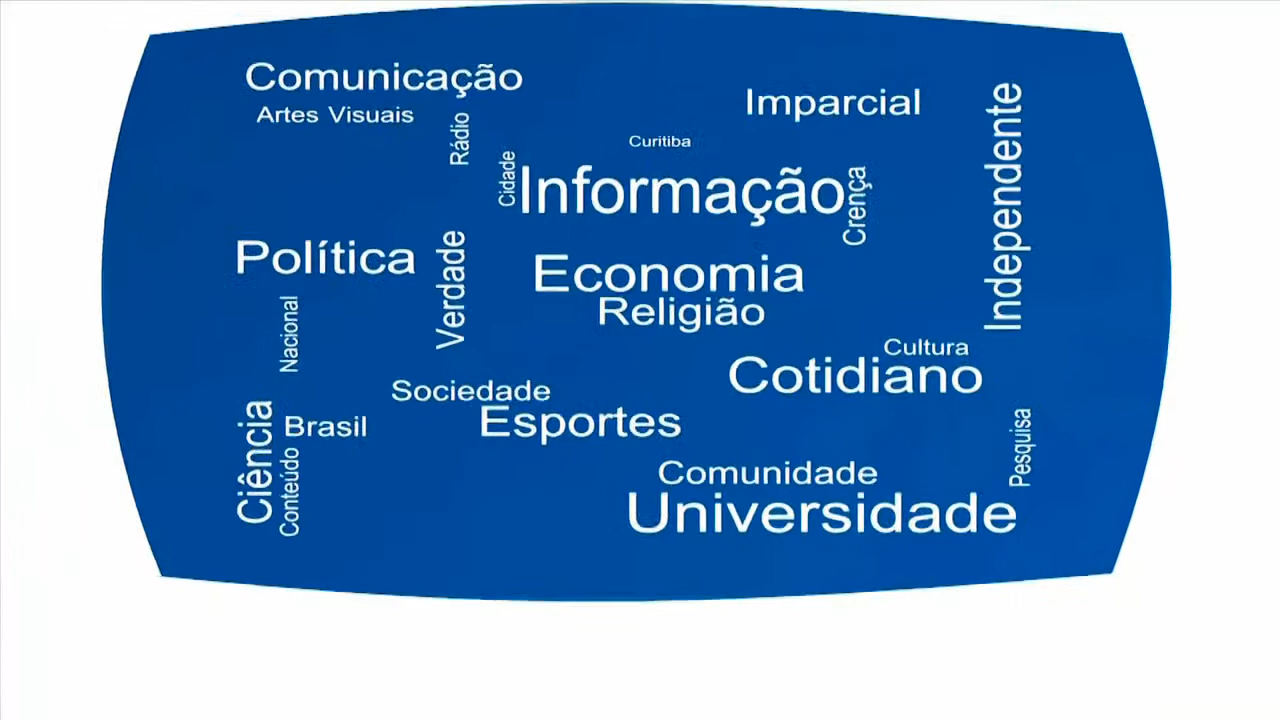 Comunicação
Artes Visuais
Rádio
Imparcial
Independente
Curitiba
Cidade
Informação
Crença
Política
Verdade
Economia
Religião
Nacional
Cultura
Cotidiano
Sociedade
Esportes
Ciência
Brasil
Conteúdo
Pesquisa
Comunidade
Universidade